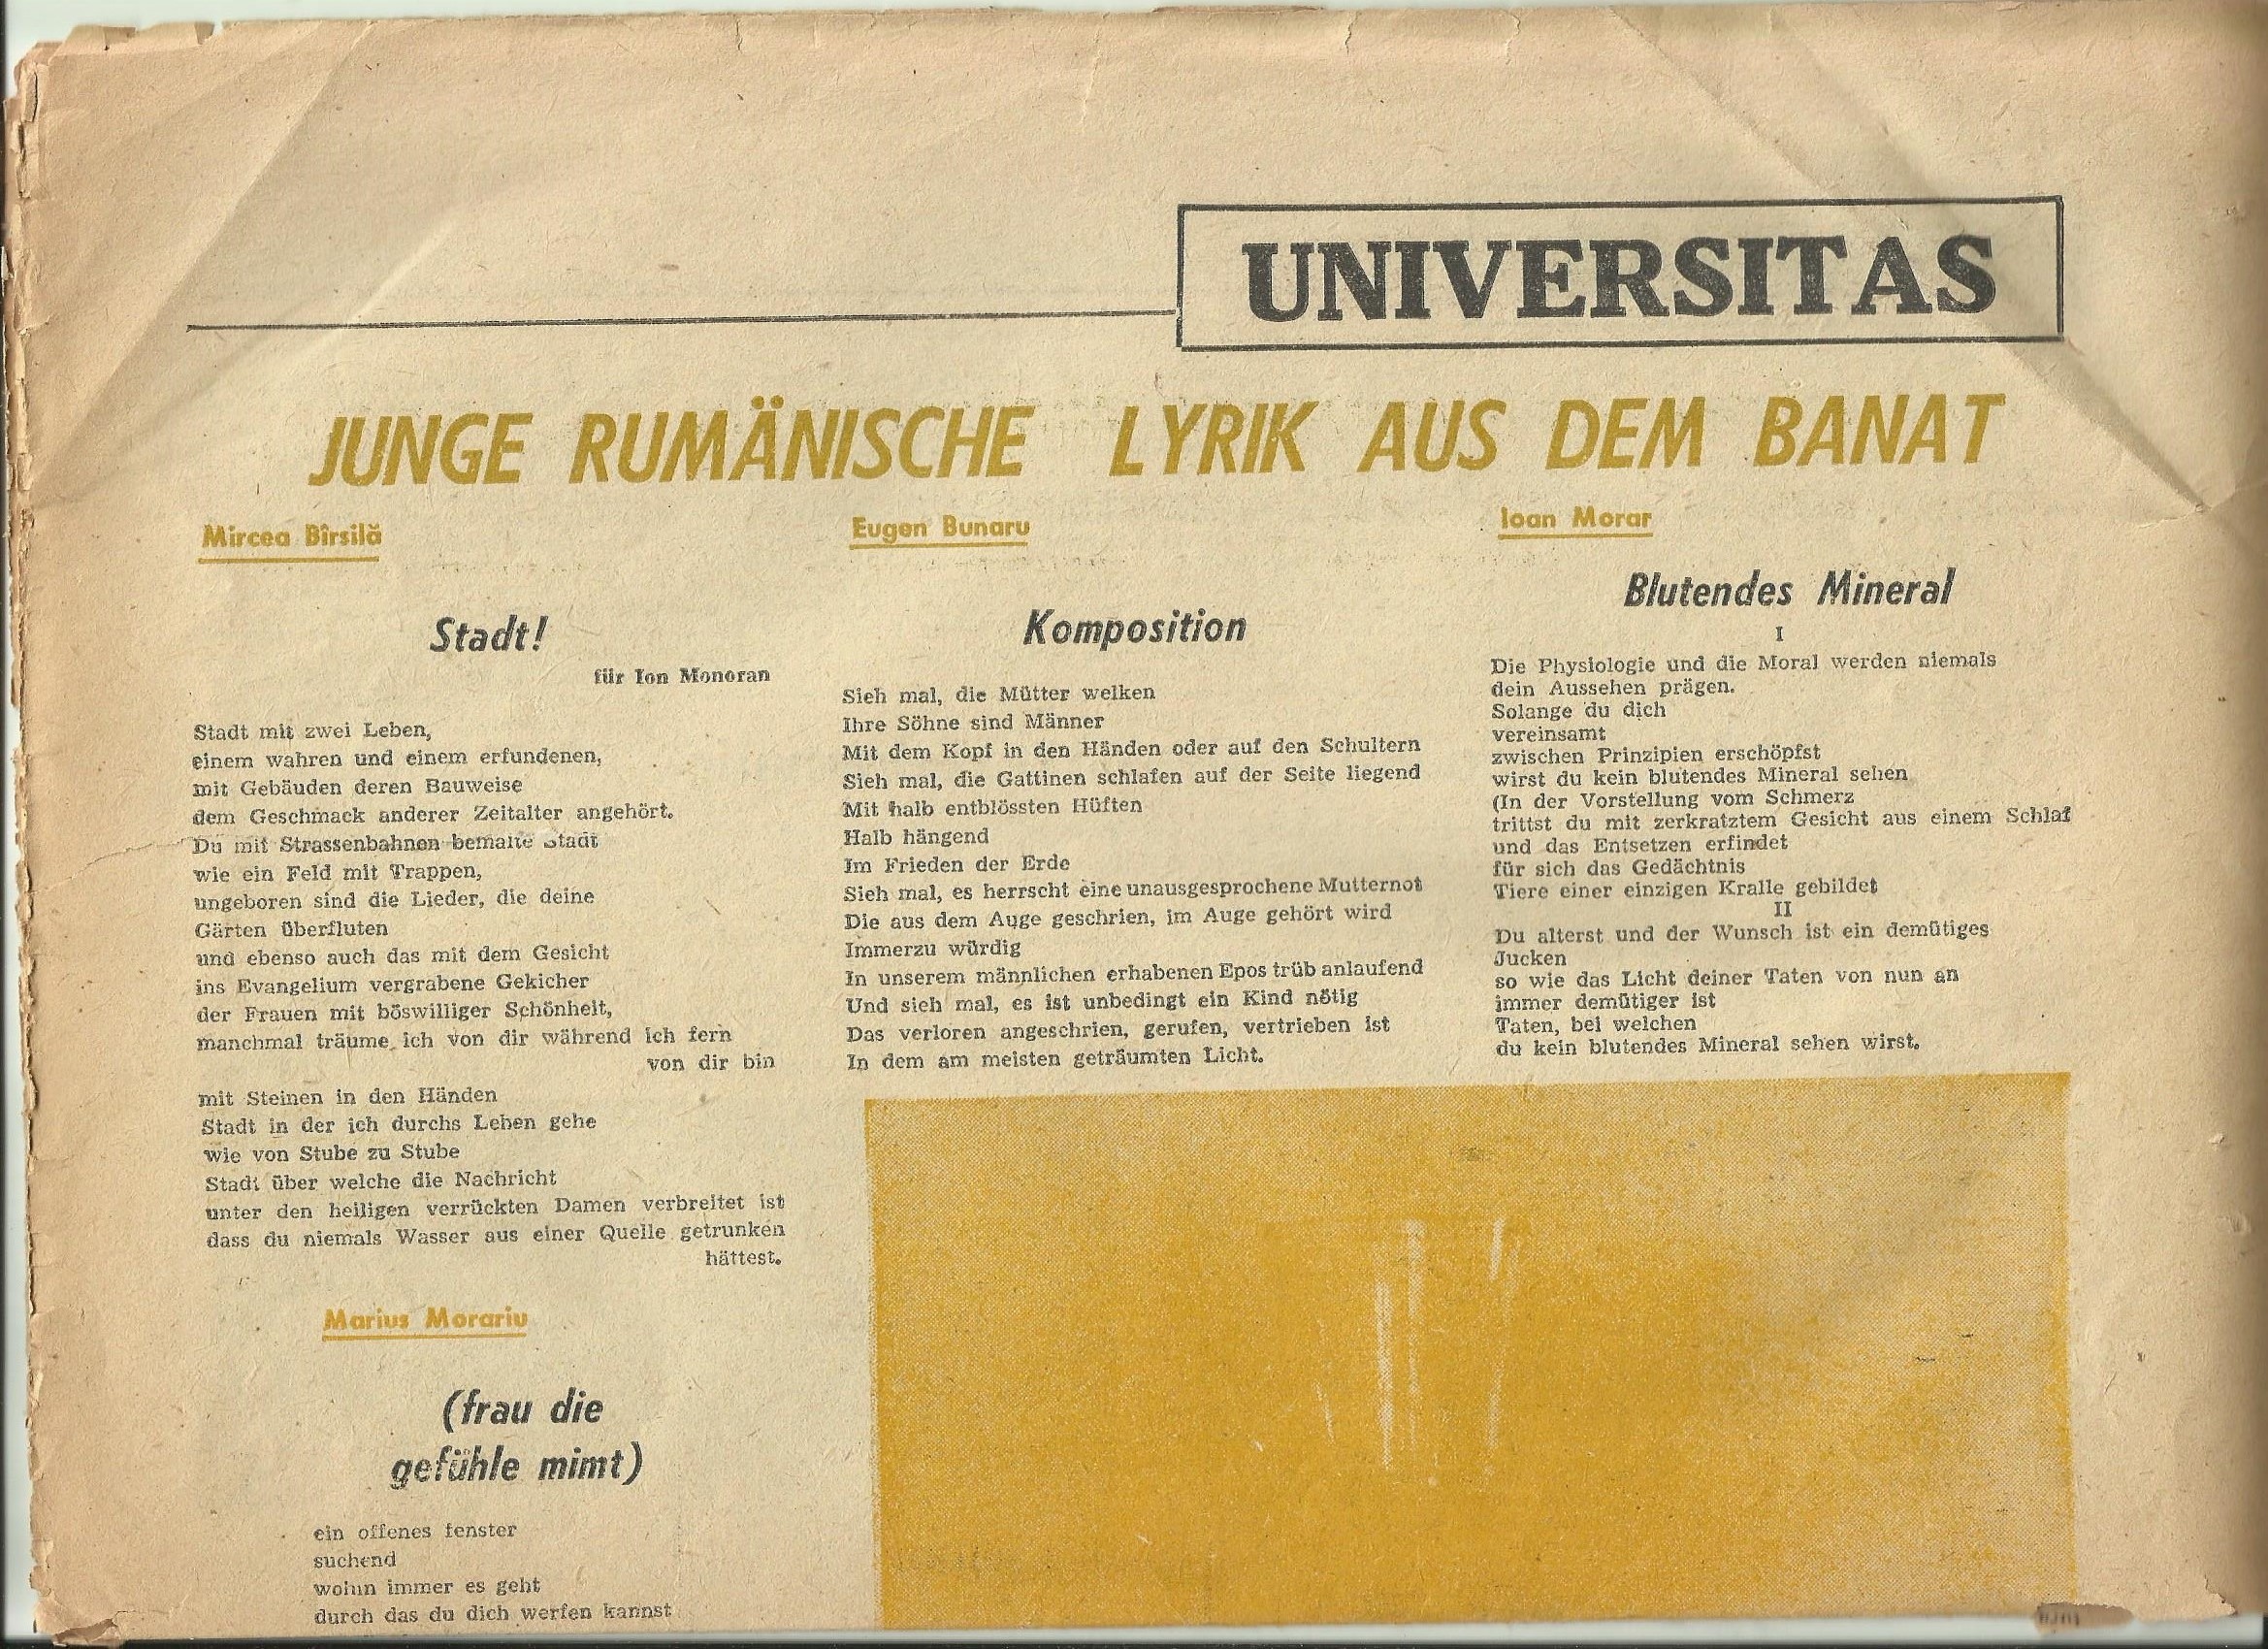 UNIVERSITAS
JUNGE RUMÄNISCHE LYRIK AUS DEM BANAT
Mircea Bîrsilă
Stadt!
für Ion Monoran
Stadt mit zwei Leben,
einem wahren und einem erfundenen,
mit Gebäuden deren Bauweise
dem Geschmack anderer Zeitalter angehört.
Du mit Strassenbahnen bemalte Stadt
wie ein Feld mit Trappen,
ungeboren sind die Lieder, die deine
Gärten überfluten
und ebenso auch das mit dem Gesicht
ins Evangelium vergrabene Gekicher
der Frauen mit böswilliger Schönheit,
manchmal träume ich von dir während ich fern
von dir bin
mit Steinen in den Händen
Stadt in der ich durchs Leben gehe
wie von Stube zu Stube
Stadt über welche die Nachricht
unter den heiligen verrückten Damen verbreitet ist
dass du niemals Wasser aus einer Quelle getrunken
hättest.
Marius Morariu
(frau die
gefühle mimt)
ein offenes fenster
suchend
wohin immer es geht
durch das du dich werfen kannst
Eugen Bunaru
Komposition
Sieh mal, die Mütter welken
Ihre Söhne sind Männer
Mit dem Kopf in den Händen oder auf den Schultern
Sieh mal, die Gattinen schlafen auf der Seite liegend
Mit halb entblössten Hüften
Halb hängend
Im Frieden der Erde
Sieh mal, es herrscht eine unausgesprochene Mutternot
Die aus dem Auge geschrien, im Auge gehört wird
Immerzu würdig
In unserem männlichen erhabenen Epos trüb anlaufend
Und sieh mal, es ist unbedingt ein Kind nötig
Das verloren angeschrien, gerufen, vertrieben ist
In dem am meisten geträumten Licht.
Ioan Morar
Blutendes Mineral
I
Die Physiologie und die Moral werden niemals
dein Aussehen prägen.
Solange du dich
vereinsamt
zwischen Prinzipien erschöpfst
wirst du kein blutendes Mineral sehen
(In der Vorstellung vom Schmerz
trittst du mit zerkratztem Gesicht aus einem Schlaf
und das Entsetzen erfindet
für sich das Gedächtnis
Tiere einer einzigen Kralle gebildet
II
Du alterst und der Wunsch ist ein demütiges
Jucken
so wie das Licht deiner Taten von nun an
immer demütiger ist
Taten, bei welchen
du kein blutendes Mineral sehen wirst.